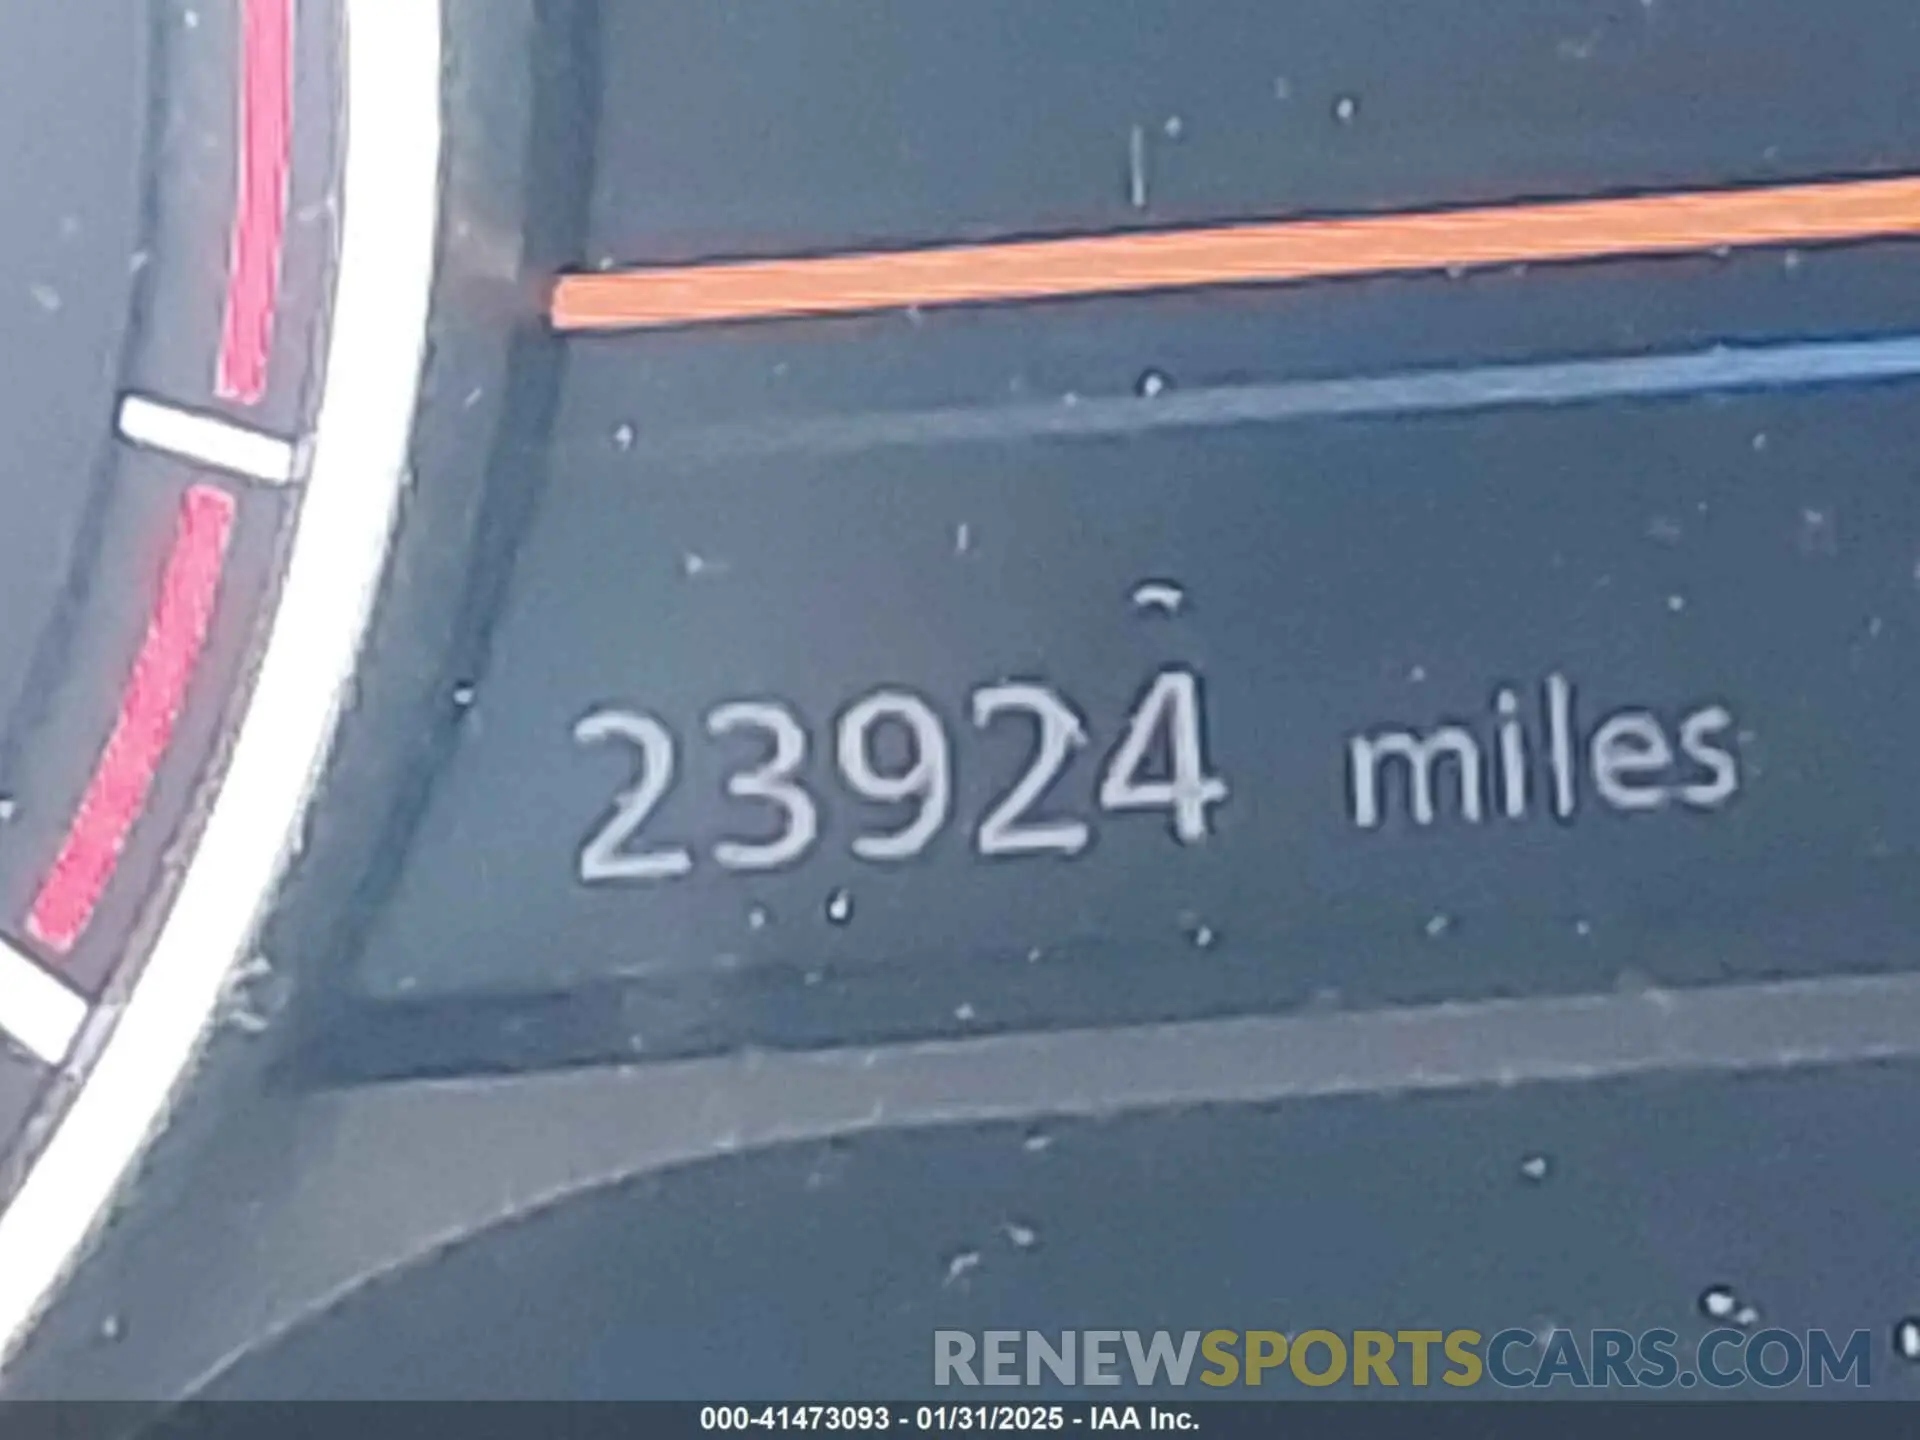 23924 miles
RENEWSPORTSCARS.COM
000-41473093 - 01/31/2025 - IAA Inc.